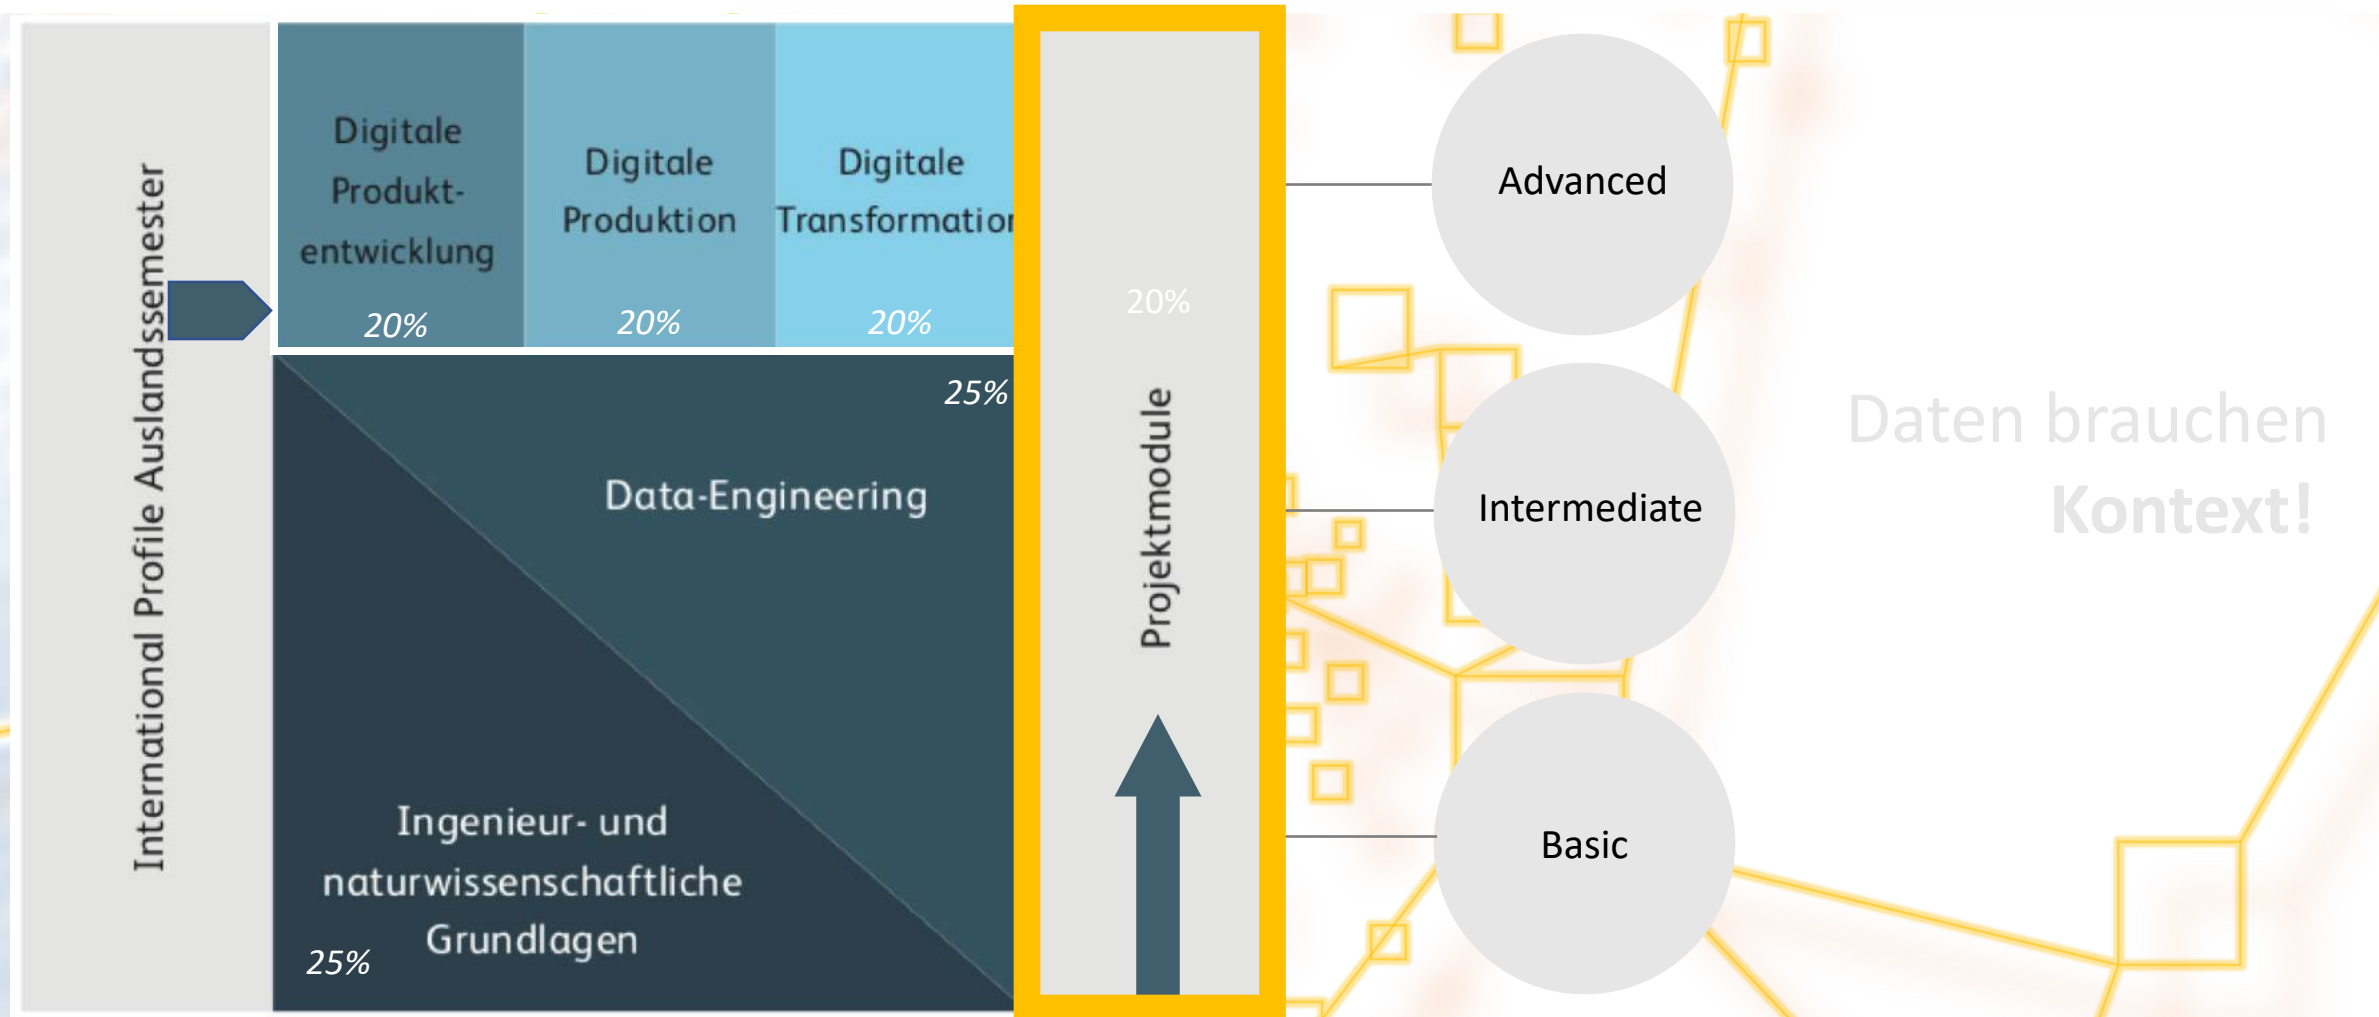 International Profile Auslandssemester
Digitale
Produkt-
entwicklung
20%
Digitale
Produktion
20%
Digitale
Transformation
20%
25%
Data-Engineering
Ingenieur- und
naturwissenschaftliche
Grundlagen
25%
20%
Projektmodule
Advanced
Intermediate
Basic
Daten brauchen
Kontext!